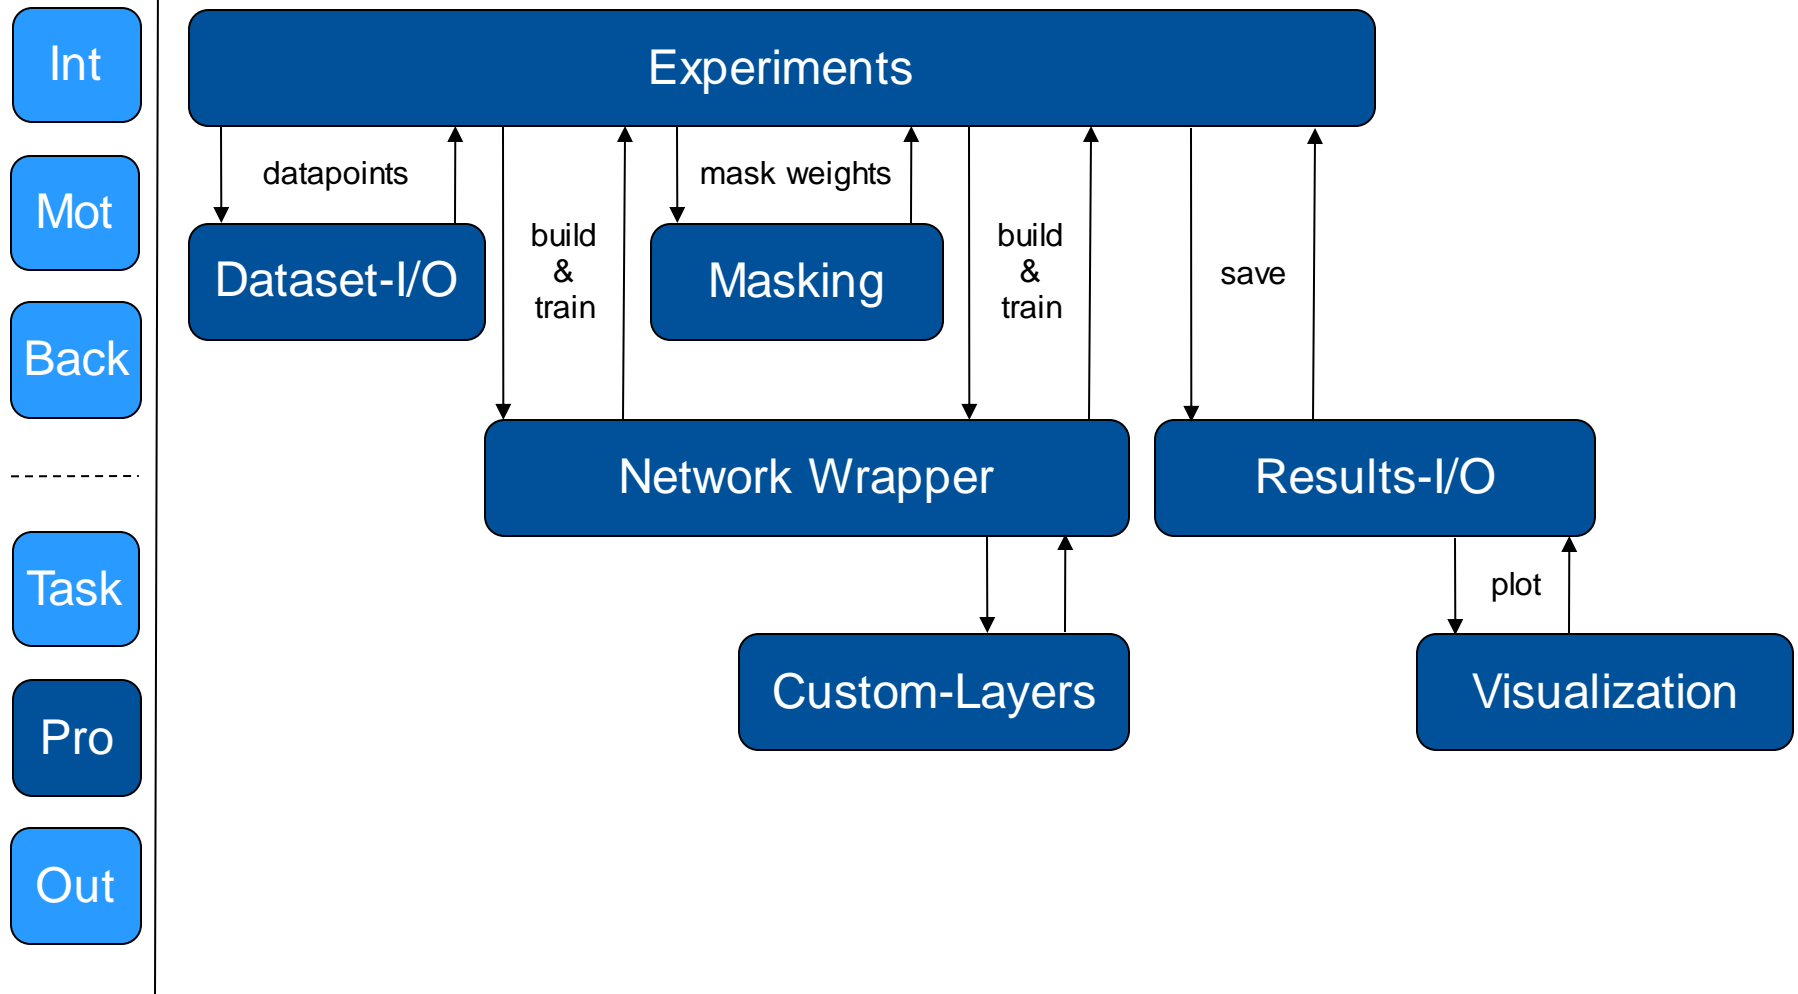 Int
Mot
Back
Task
Pro
Out
Experiments
datapoints
build
&
train
mask weights
build
&
train
save
Dataset-I/O
Masking
Network Wrapper
Results-I/O
plot
Custom-Layers
Visualization